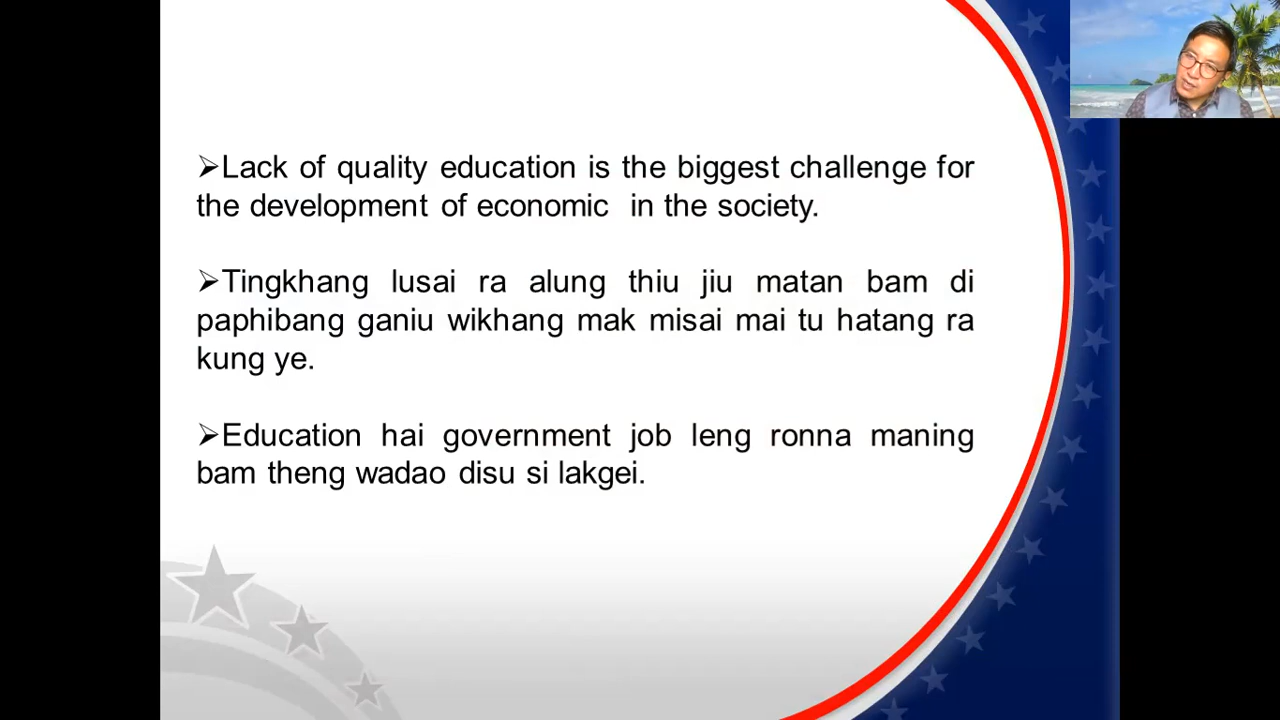 ➢Lack of quality education is the biggest challenge for
the development of economic in the society.
➢Tingkhang lusai ra alung thiu jiu matan bam di
paphibang ganiu wikhang mak misai mai tu hatang ra
kung ye.
➢Education hai government job leng ronna maning
bam theng wadao disu si lakgei.